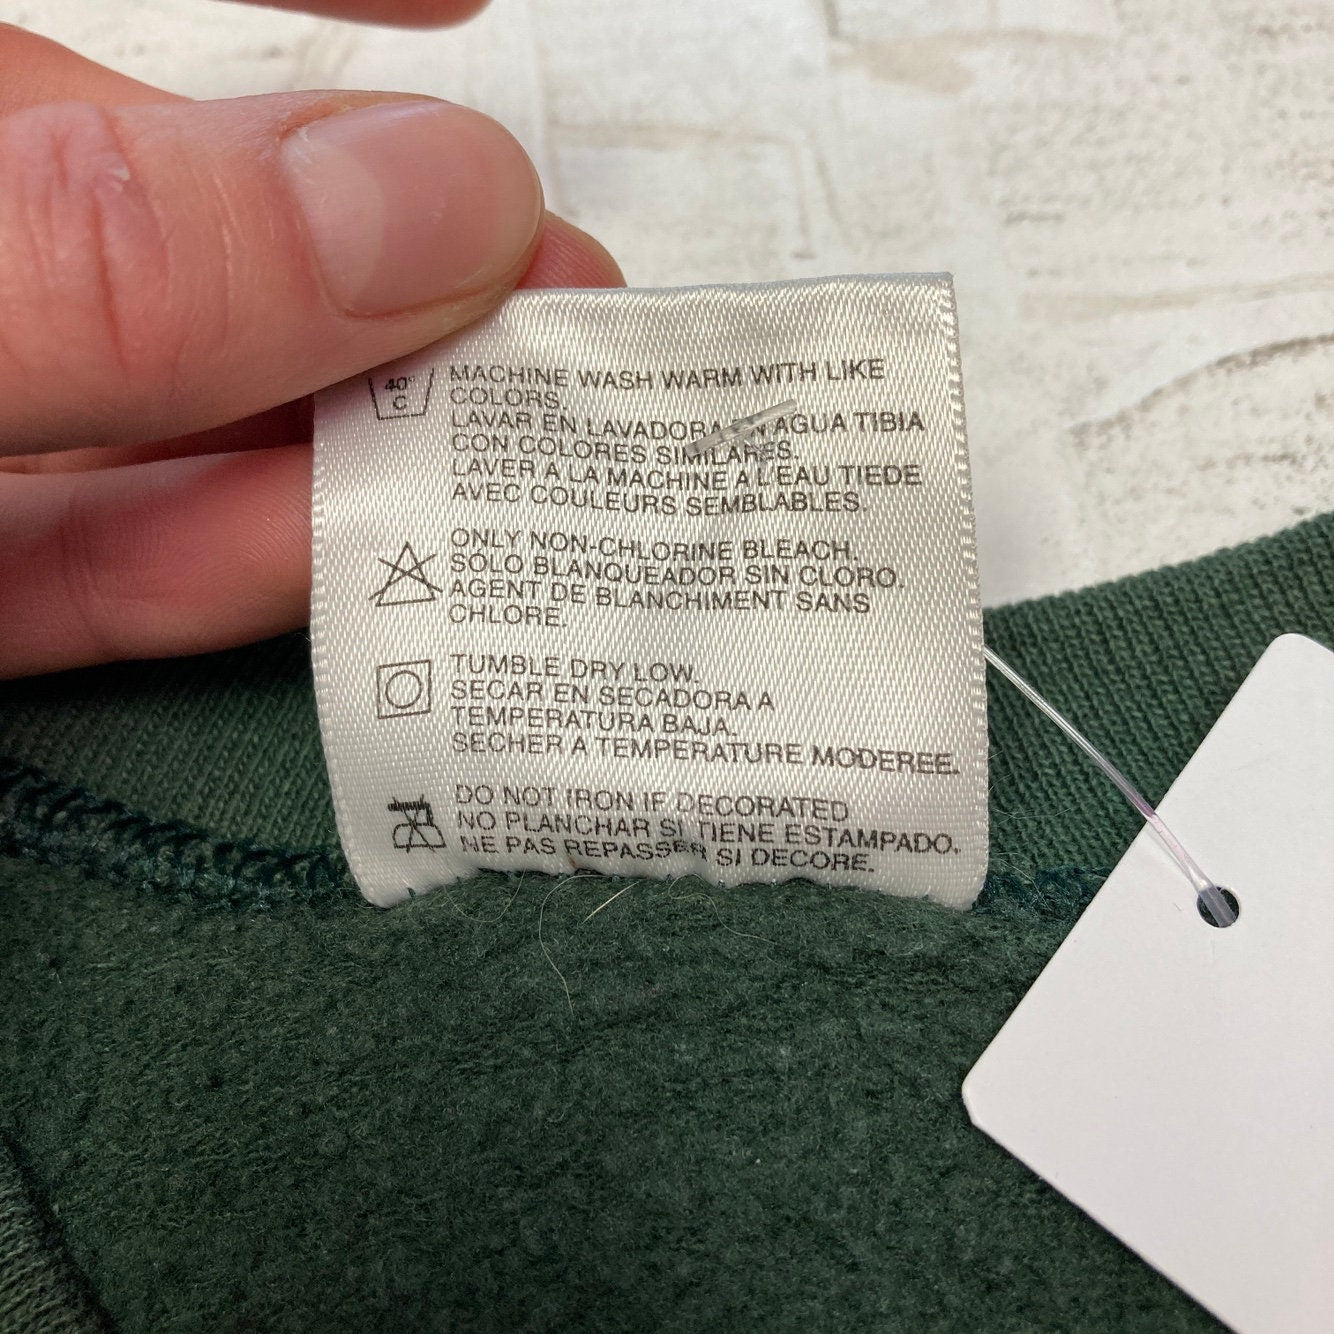 40°
C
MACHINE WASH WARM WITH LIKE
COLORS.
LAVAR EN LAVADORA EN AGUA TIBIA
CON COLORES SIMILARES.
LAVER A LA MACHINE A L'EAU TIEDE
AVEC COULEURS SEMBLABLES.
ONLY NON-CHLORINE BLEACH.
SOLO BLANQUEADOR SIN CLORO.
AGENT DE BLANCHIMENT SANS
CHLORE.
TUMBLE DRY LOW.
SECAR EN SECADORA A
TEMPERATURA BAJA.
SECHER A TEMPERATURE MODEREE.
DO NOT IRON IF DECORATED
NO PLANCHAR SI TIENE ESTAMPADO.
NE PAS REPASSER SI DECORE.